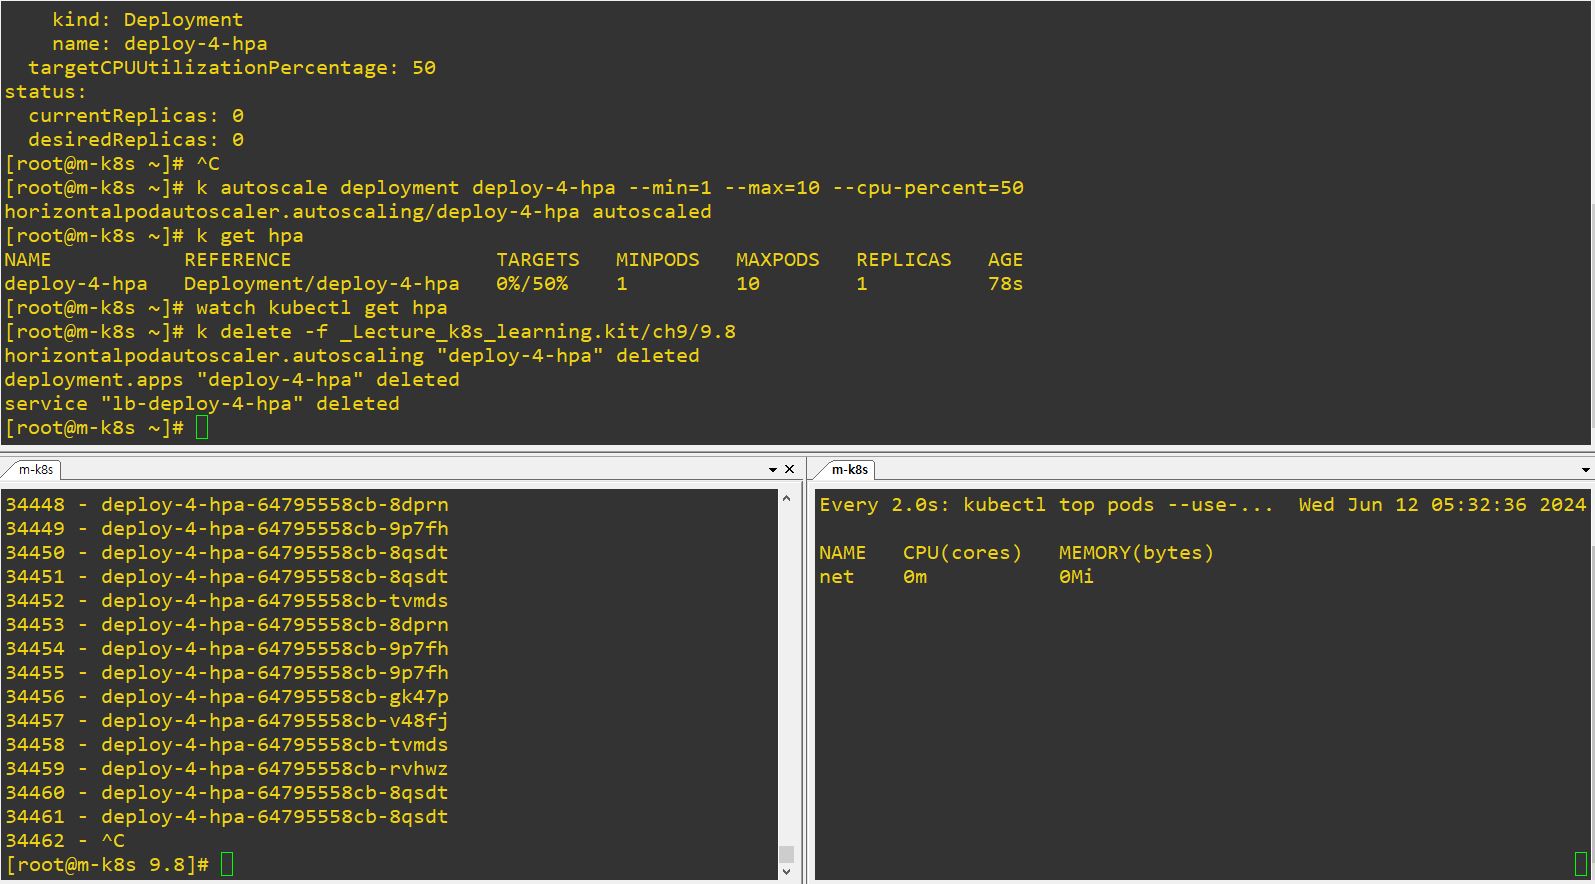 kind: Deployment
    name: deploy-4-hpa
  targetCPUUtilizationPercentage: 50
status:
  currentReplicas: 0
  desiredReplicas: 0
[root@m-k8s ~]# ^C
[root@m-k8s ~]# k autoscale deployment deploy-4-hpa --min=1 --max=10 --cpu-percent=50
horizontalpodautoscaler.autoscaling/deploy-4-hpa autoscaled
[root@m-k8s ~]# k get hpa
NAME           REFERENCE                 TARGETS   MINPODS   MAXPODS   REPLICAS   AGE
deploy-4-hpa   Deployment/deploy-4-hpa   0%/50%    1         10        1          78s
[root@m-k8s ~]# watch kubectl get hpa
[root@m-k8s ~]# k delete -f _Lecture_k8s_learning.kit/ch9/9.8
horizontalpodautoscaler.autoscaling "deploy-4-hpa" deleted
deployment.apps "deploy-4-hpa" deleted
service "lb-deploy-4-hpa" deleted
[root@m-k8s ~]#
m-k8s
34448 - deploy-4-hpa-64795558cb-8dprn
34449 - deploy-4-hpa-64795558cb-9p7fh
34450 - deploy-4-hpa-64795558cb-8qsdt
34451 - deploy-4-hpa-64795558cb-8qsdt
34452 - deploy-4-hpa-64795558cb-tvmds
34453 - deploy-4-hpa-64795558cb-8dprn
34454 - deploy-4-hpa-64795558cb-9p7fh
34455 - deploy-4-hpa-64795558cb-9p7fh
34456 - deploy-4-hpa-64795558cb-gk47p
34457 - deploy-4-hpa-64795558cb-v48fj
34458 - deploy-4-hpa-64795558cb-tvmds
34459 - deploy-4-hpa-64795558cb-rvhwz
34460 - deploy-4-hpa-64795558cb-8qsdt
34461 - deploy-4-hpa-64795558cb-8qsdt
34462 - ^C
[root@m-k8s 9.8]#
m-k8s
Every 2.0s: kubectl top pods --use-...  Wed Jun 12 05:32:36 2024
NAME   CPU(cores)   MEMORY(bytes)
net    0m           0Mi